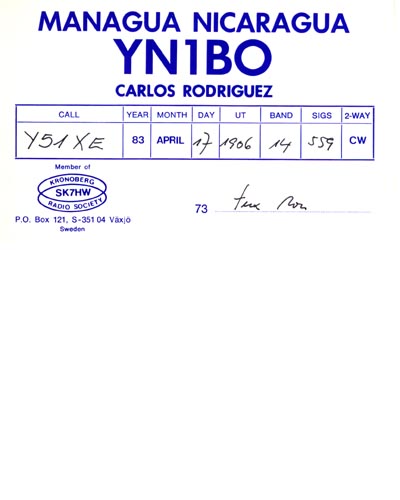 MANAGUA NICARAGUA
YN1BO
CARLOS RODRIGUEZ
CALL YEAR MONTH DAY UT BAND SIGS 2-WAY
Y51XE 83 APRIL 17 1906 14 559 CW
Member of
KRONOBERG
SK7HW
RADIO SOCIETY
P.O. Box 121, S-351 04 Växjö
Sweden
73